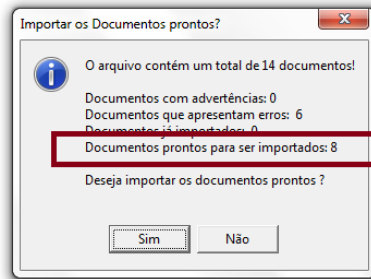 Importar os Documentos prontos?
O arquivo contém um total de 14 documentos!
Documentos com advertências: 0
Documentos que apresentam erros: 6
Documentos já importados: 0
Documentos prontos para ser importados: 8
Deseja importar os documentos prontos ?
Sim
Não